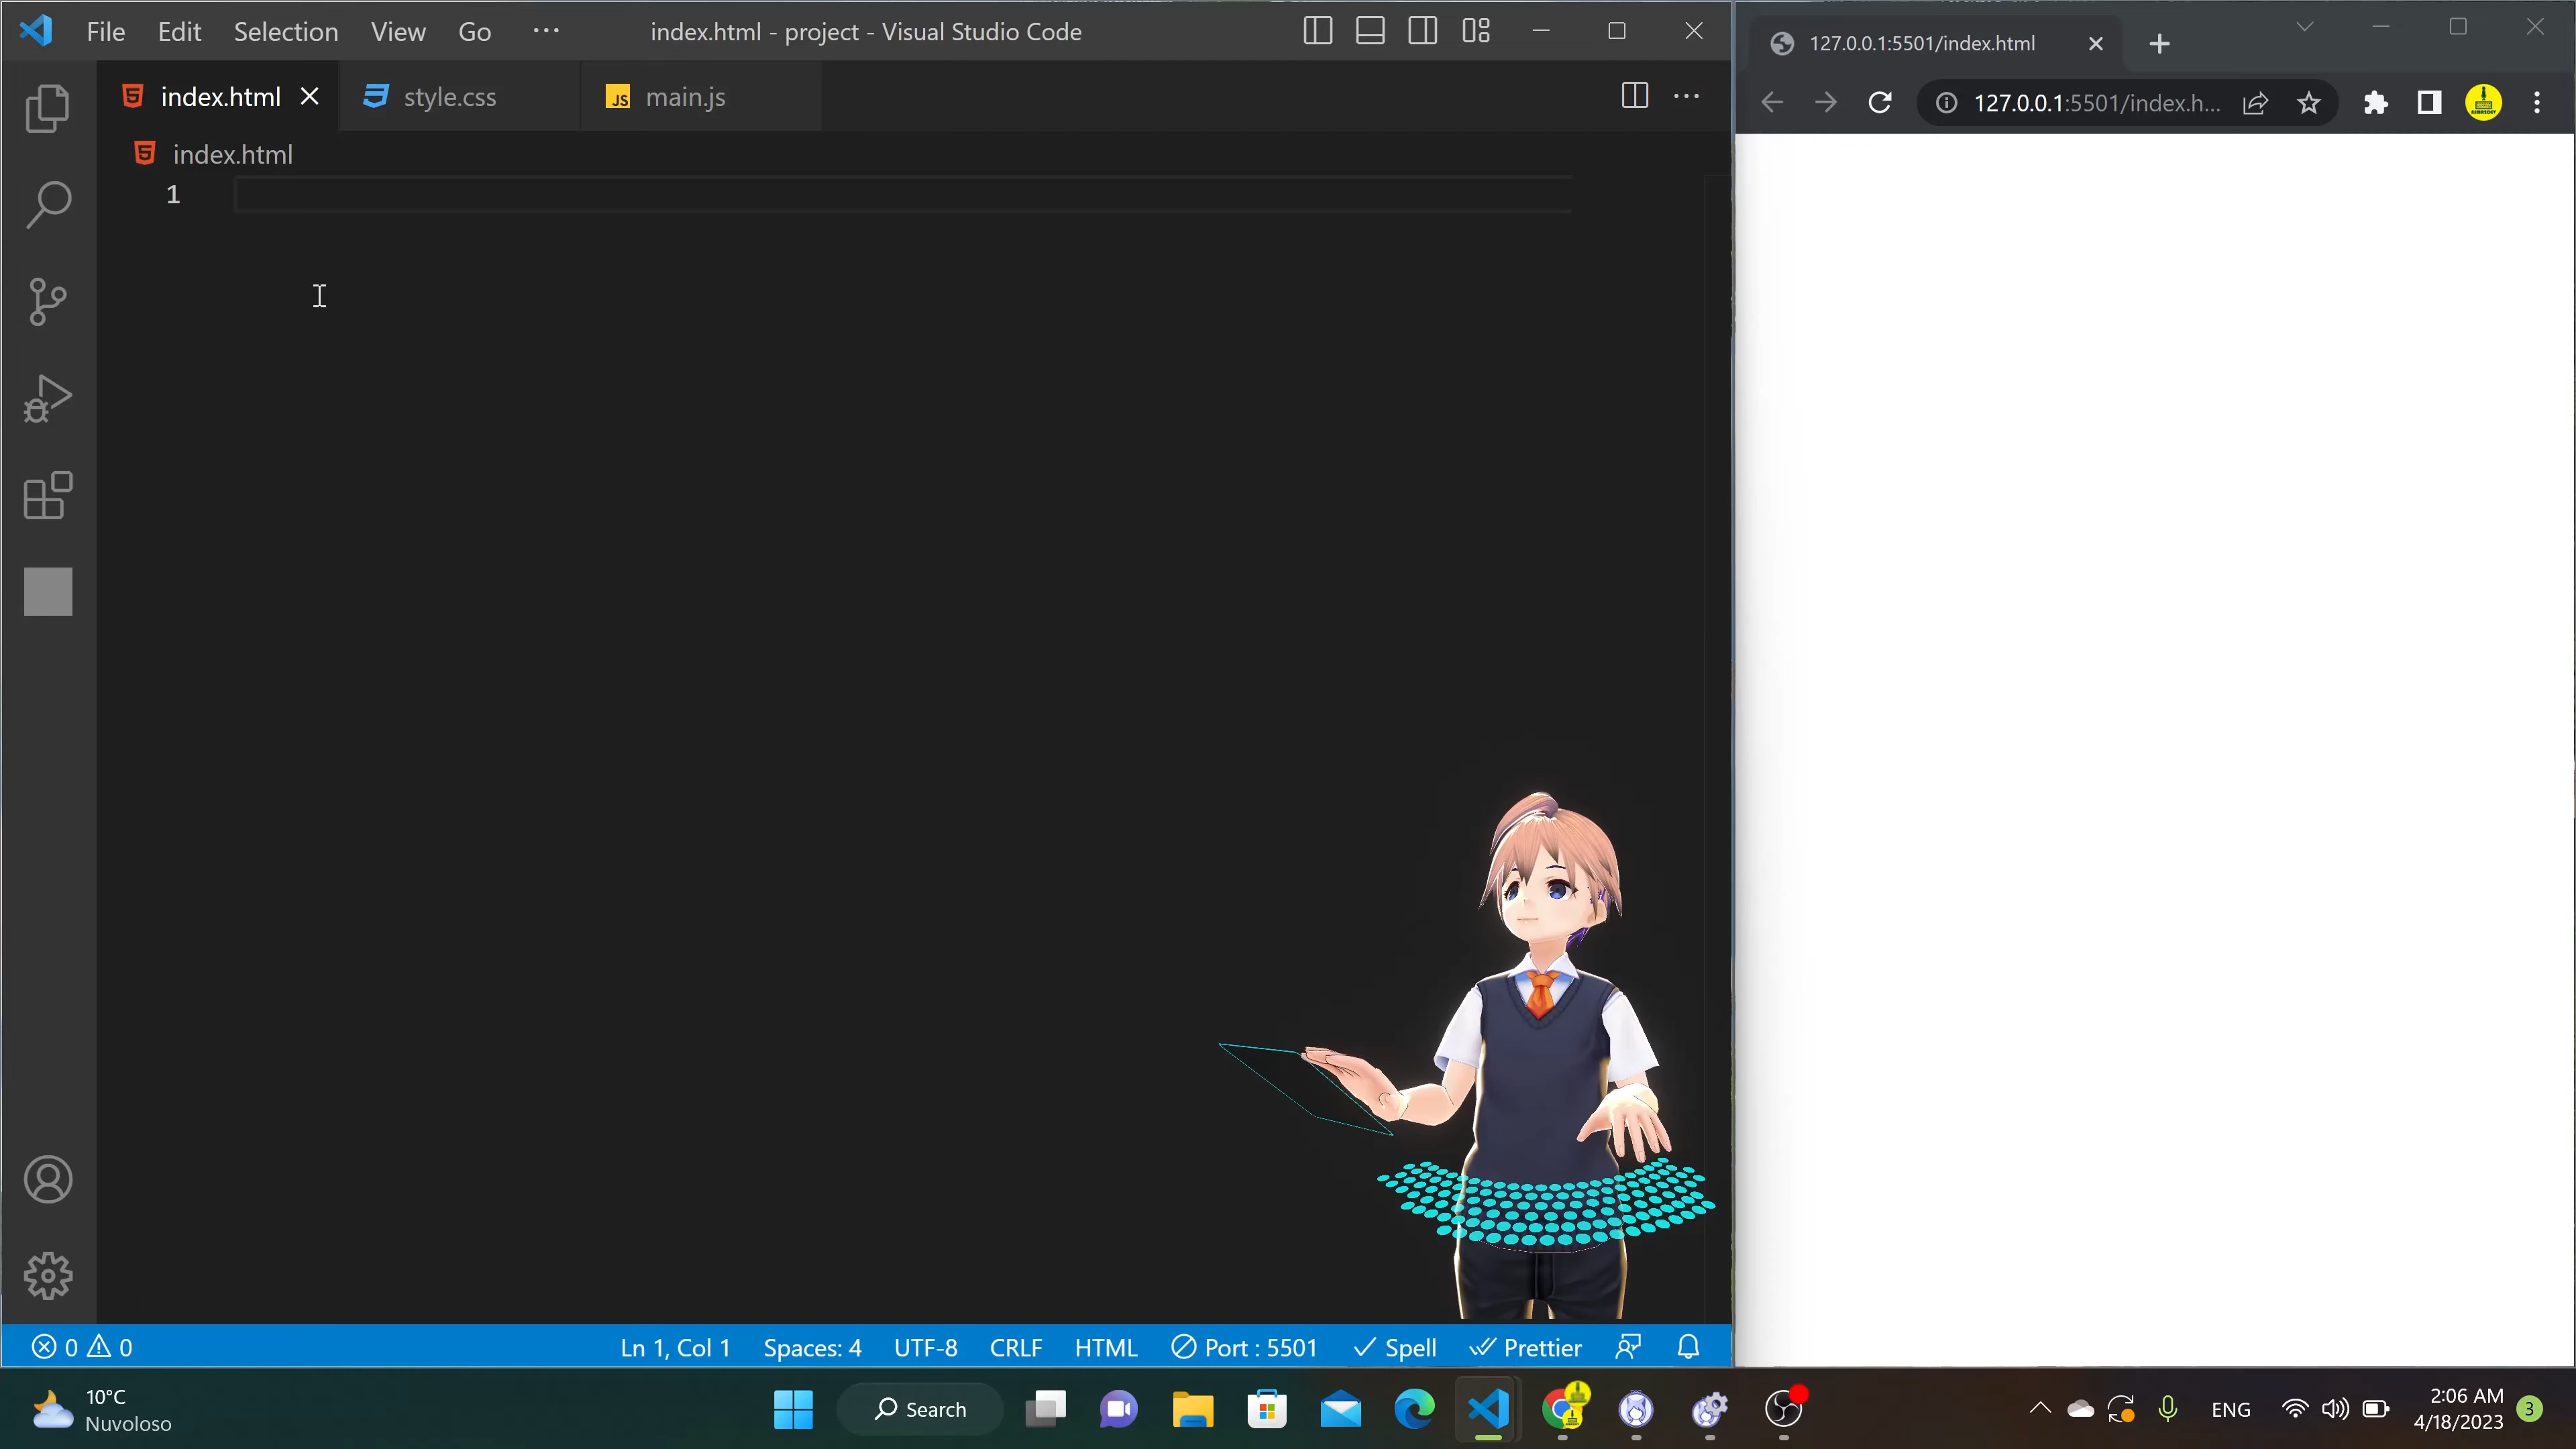 File Edit Selection View Go ··· index.html - project - Visual Studio Code
index.html style.css JS main.js
index.html
1
127.0.0.1:5501/index.html
127.0.0.1:5501/index.h...
0 0 Ln 1, Col 1 Spaces: 4 UTF-8 CRLF HTML Port : 5501 Spell Prettier
10°C
Nuvoloso
Search
ENG
2:06 AM
4/18/2023
3